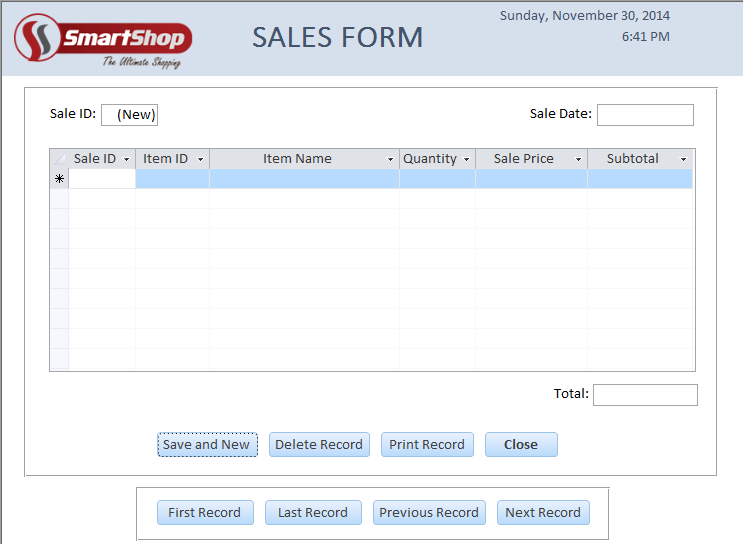 SmartShop
The Ultimate Shopping
SALES FORM
Sunday, November 30, 2014
6:41 PM
Sale ID: (New)
Sale Date:
Sale ID Item ID Item Name Quantity Sale Price Subtotal
Total:
Save and New Delete Record Print Record Close
First Record Last Record Previous Record Next Record